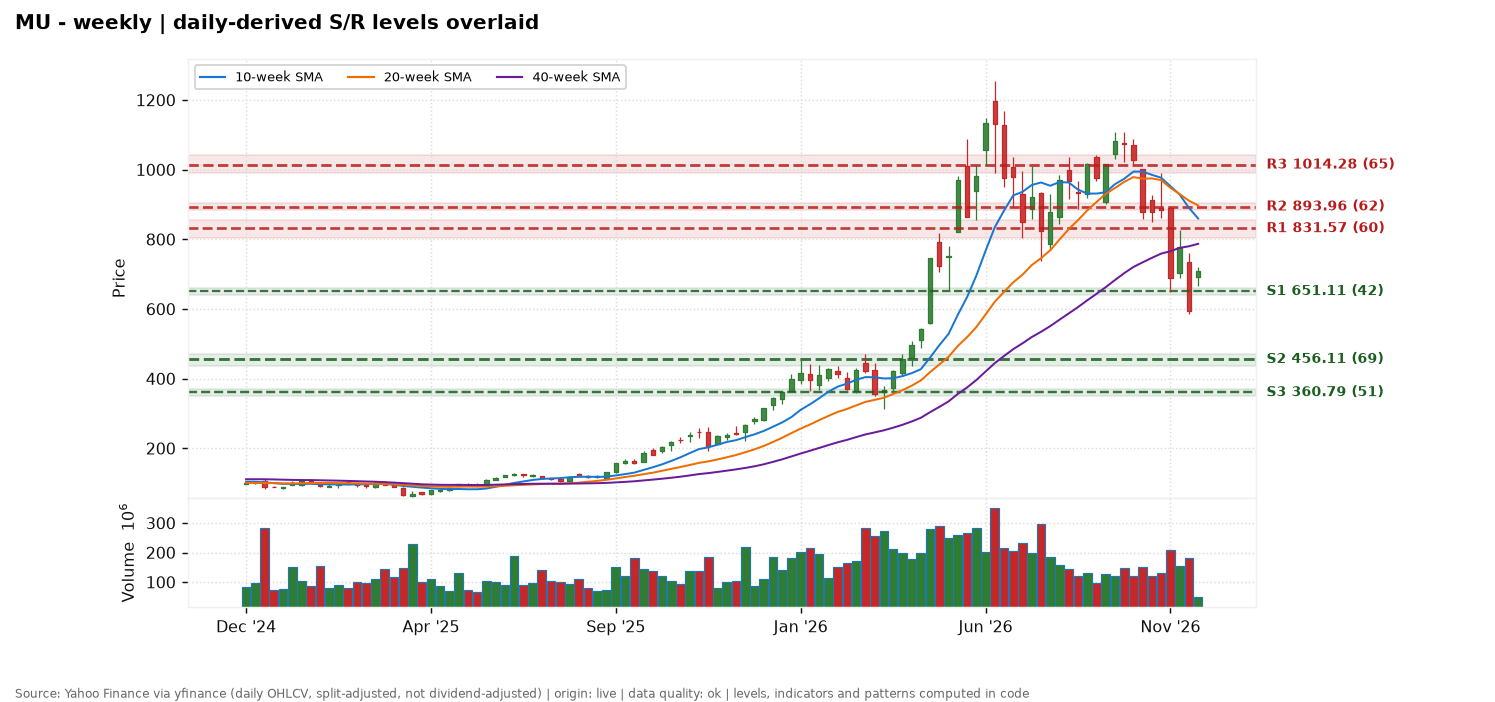 MU - weekly | daily-derived S/R levels overlaid
10-week SMA 20-week SMA 40-week SMA
Price
1200
1000
800
600
400
200
R3 1014.28 (65)
R2 893.96 (62)
R1 831.57 (60)
S1 651.11 (42)
S2 456.11 (69)
S3 360.79 (51)
Volume 10⁶
300
200
100
Dec '24 Apr '25 Sep '25 Jan '26 Jun '26 Nov '26
Source: Yahoo Finance via yfinance (daily OHLCV, split-adjusted, not dividend-adjusted) | origin: live | data quality: ok | levels, indicators and patterns computed in code